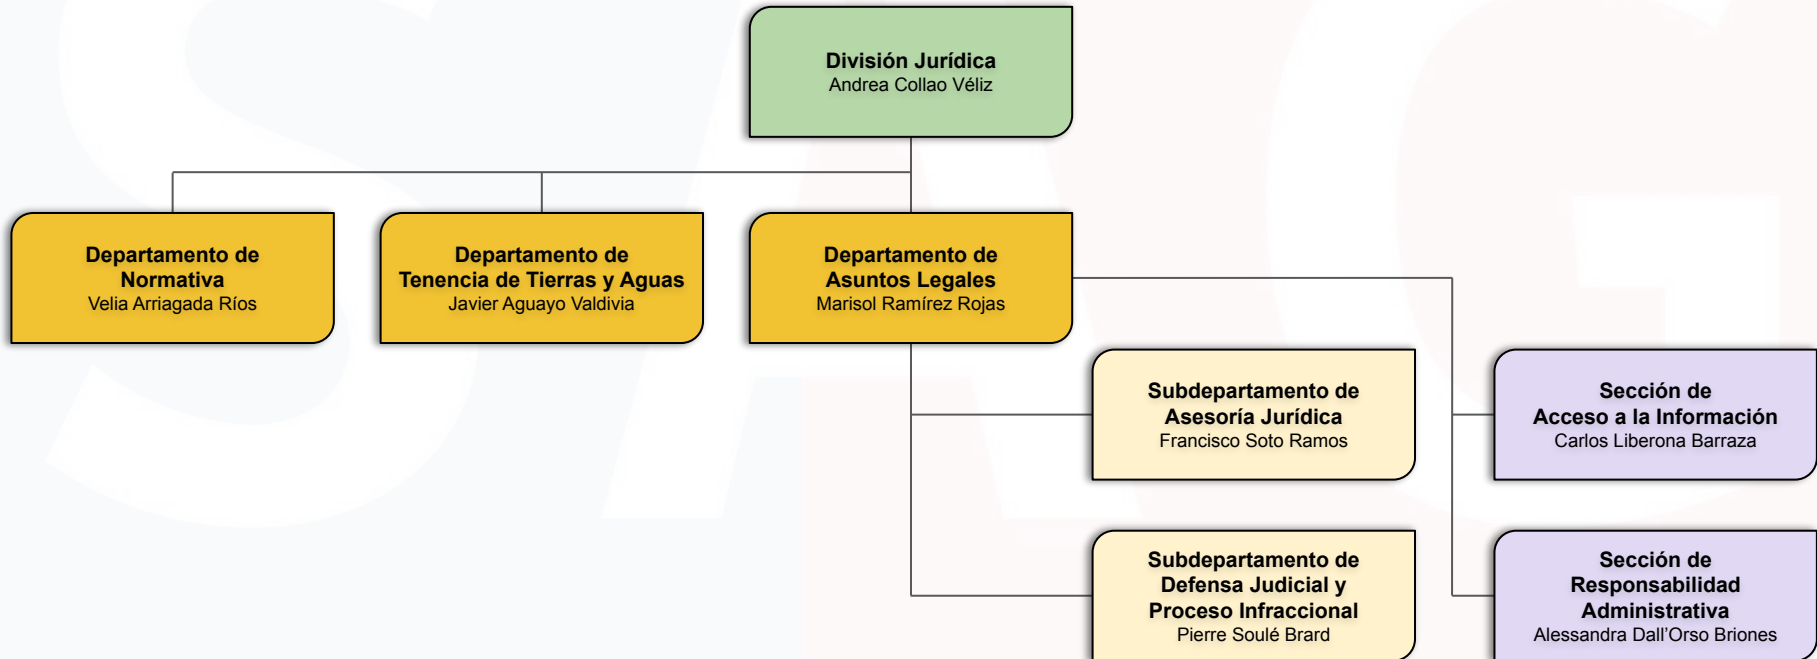 División Jurídica
Andrea Collao Véliz
Departamento de
Normativa
Velia Arriagada Ríos
Departamento de
Tenencia de Tierras y Aguas
Javier Aguayo Valdivia
Departamento de
Asuntos Legales
Marisol Ramírez Rojas
Subdepartamento de
Asesoría Jurídica
Francisco Soto Ramos
Sección de
Acceso a la Información
Carlos Liberona Barraza
Subdepartamento de
Defensa Judicial y
Proceso Infraccional
Pierre Soulé Brard
Sección de
Responsabilidad
Administrativa
Alessandra Dall'Orso Briones
SAG